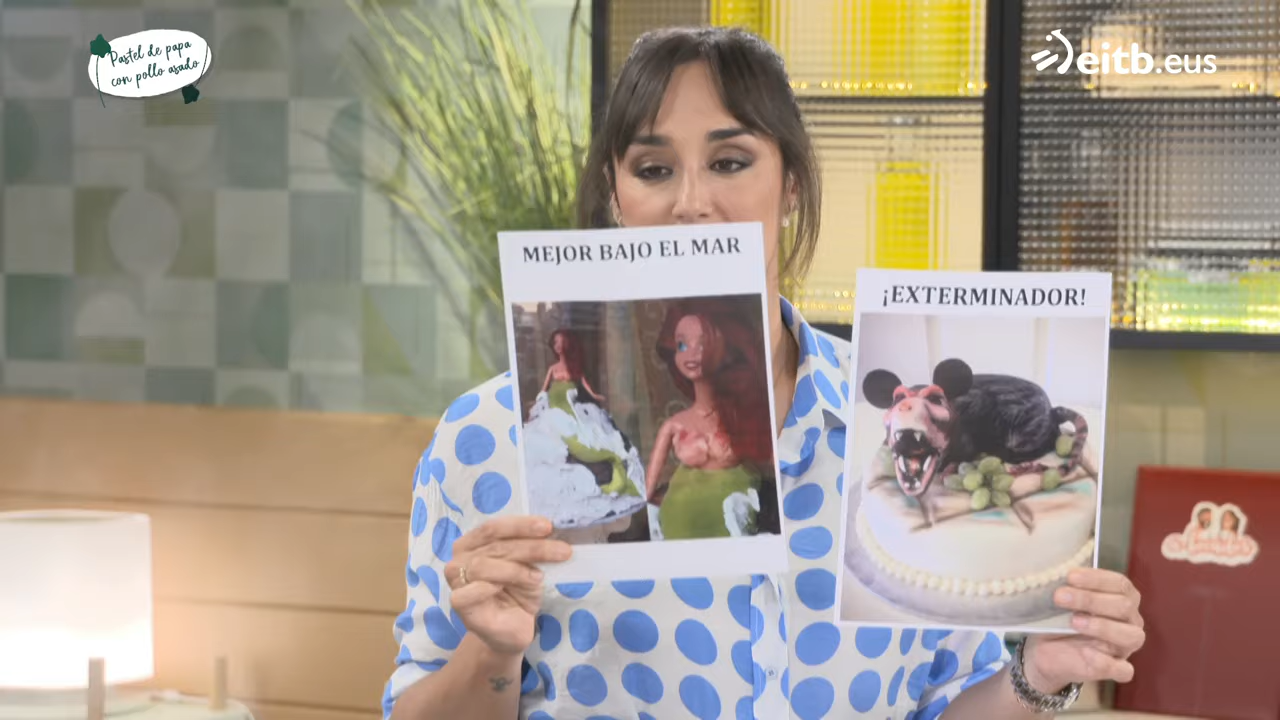 Pastel de papa
con pollo asado
eitb.eus
MEJOR BAJO EL MAR
¡EXTERMINADOR!